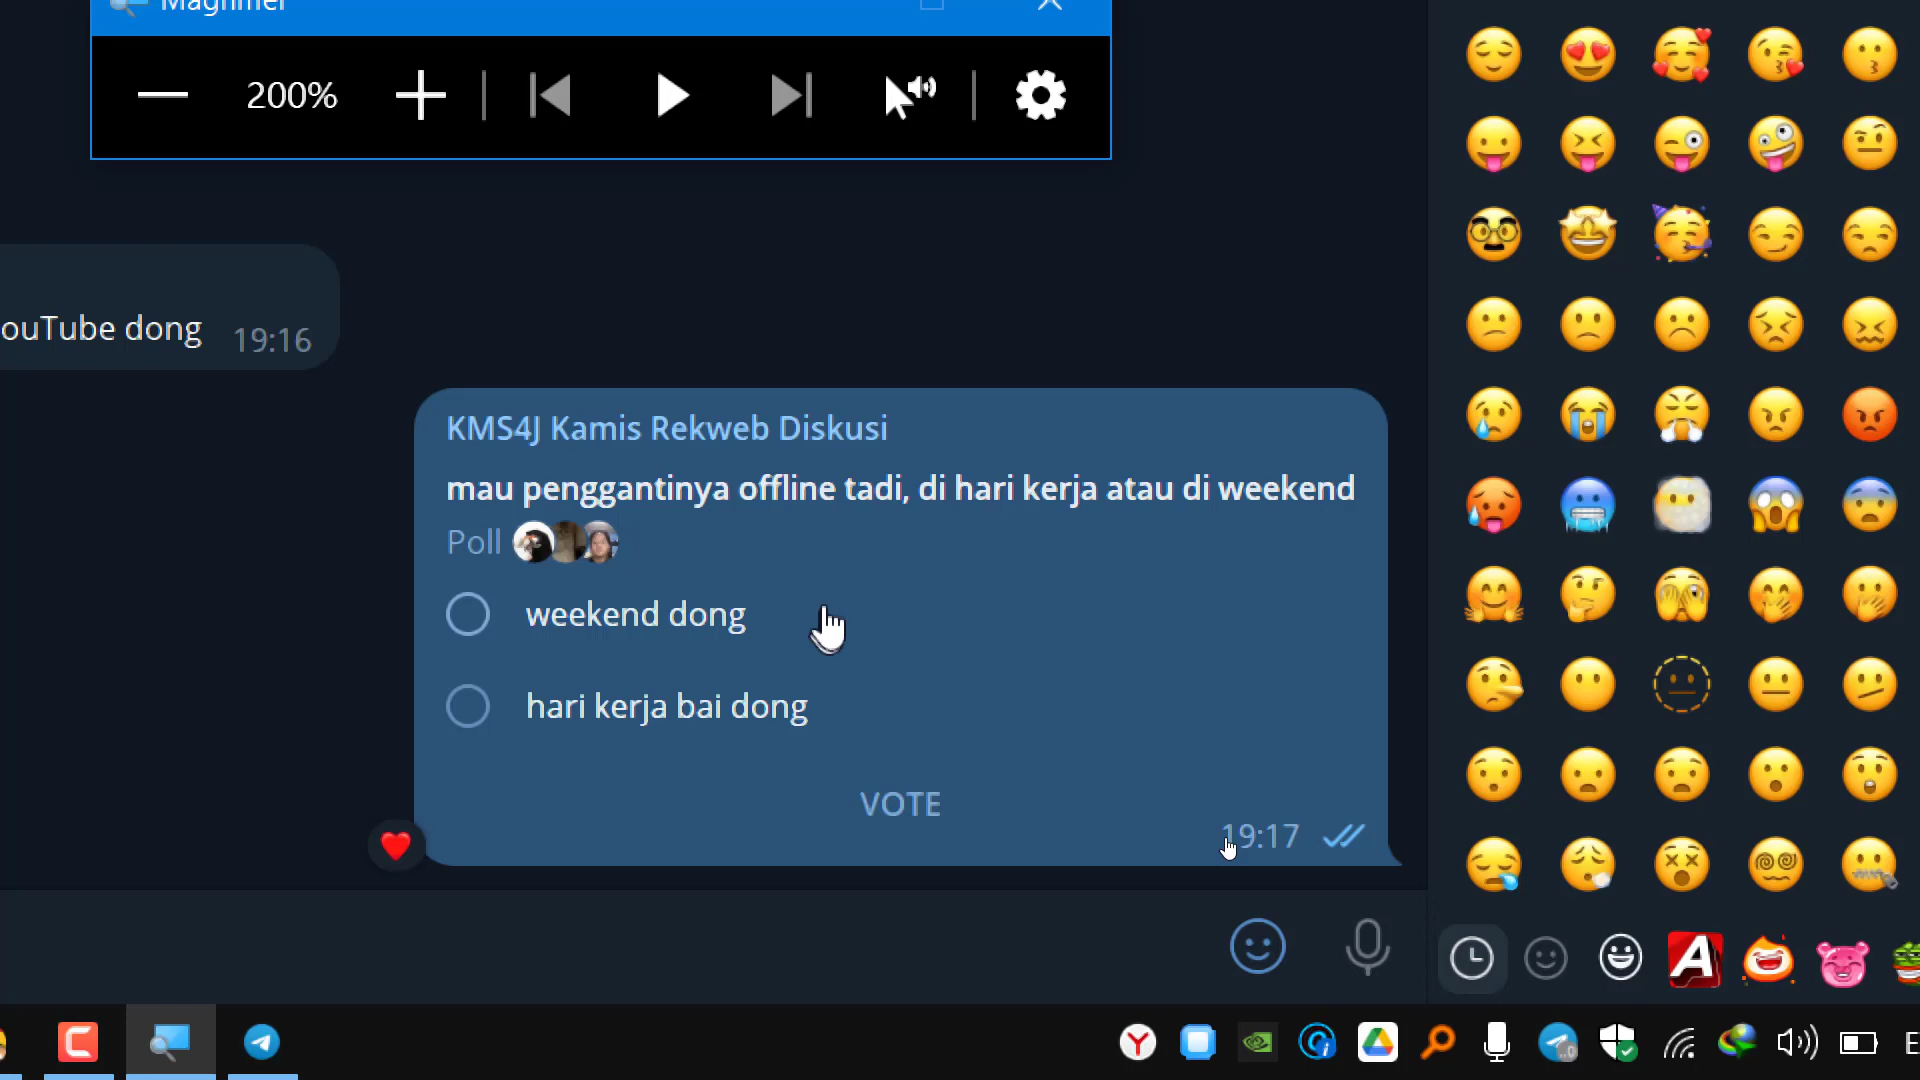 Magnifier
200%
ouTube dong 19:16
KMS4J Kamis Rekweb Diskusi
mau penggantinya offline tadi, di hari kerja atau di weekend
Poll
weekend dong
hari kerja bai dong
VOTE
19:17